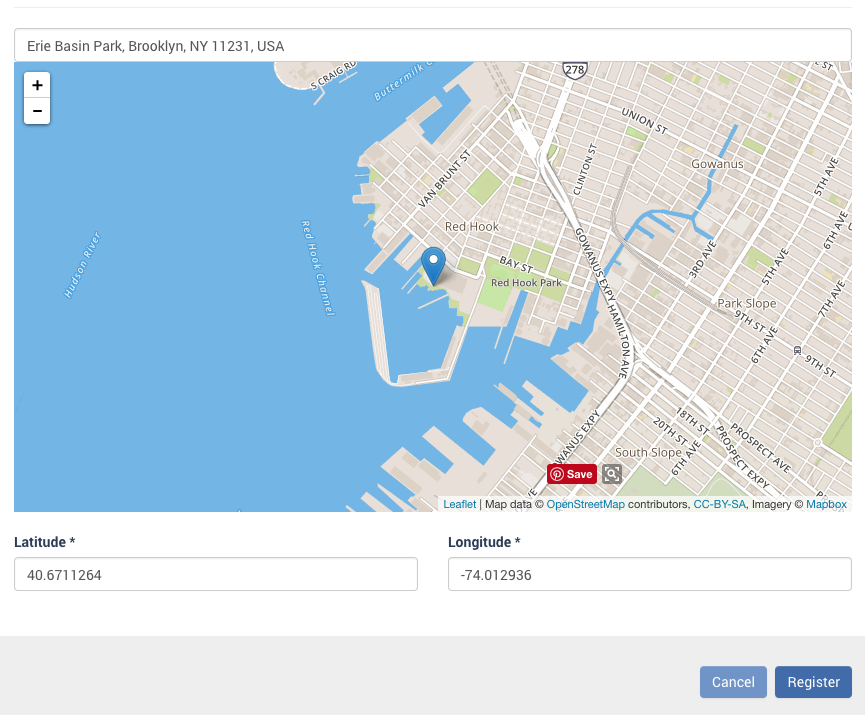 Erie Basin Park, Brooklyn, NY 11231, USA
+
−
S CRAIG RD
Buttermilk C
278
UNION ST
Gowanus
CLINTON ST
5TH AVE
VAN BRUNT ST
6TH AVE
Red Hook
Hudson River
Red Hook Channel
GOWANUS EXPY
BAY ST
3RD AVE
5TH AVE
Red Hook Park
7TH AVE
Park Slope
HAMILTON AVE
9TH ST
6TH AVE
9TH ST
18TH ST
20TH ST
PROSPECT AVE
PROSPECT EXPY
WANUS EXPY
South Slope
6TH AVE
Save
Leaflet | Map data © OpenStreetMap contributors, CC-BY-SA, Imagery © Mapbox
Latitude *
Longitude *
40.6711264
-74.012936
Cancel
Register